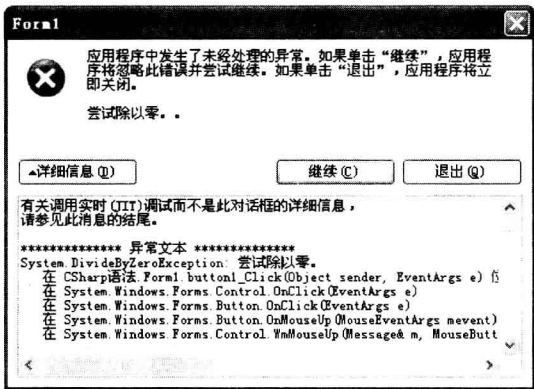 Form1
应用程序中发生了未经处理的异常。如果单击“继续”，应用程
序将忽略此错误并尝试继续。如果单击“退出”，应用程序将立
即关闭。
尝试除以零。.
详细信息(D)
继续(C)
退出(Q)
有关调用实时(JIT)调试而不是此对话框的详细信息，
请参见此消息的结尾。
************** 异常文本 **************
System.DivideByZeroException: 尝试除以零。
在 CSharp语法.Form1.button1_Click(Object sender, EventArgs e)
在 System.Windows.Forms.Control.OnClick(EventArgs e)
在 System.Windows.Forms.Button.OnClick(EventArgs e)
在 System.Windows.Forms.Button.OnMouseUp(MouseEventArgs mevent)
在 System.Windows.Forms.Control.WmMouseUp(Message& m, MouseButt